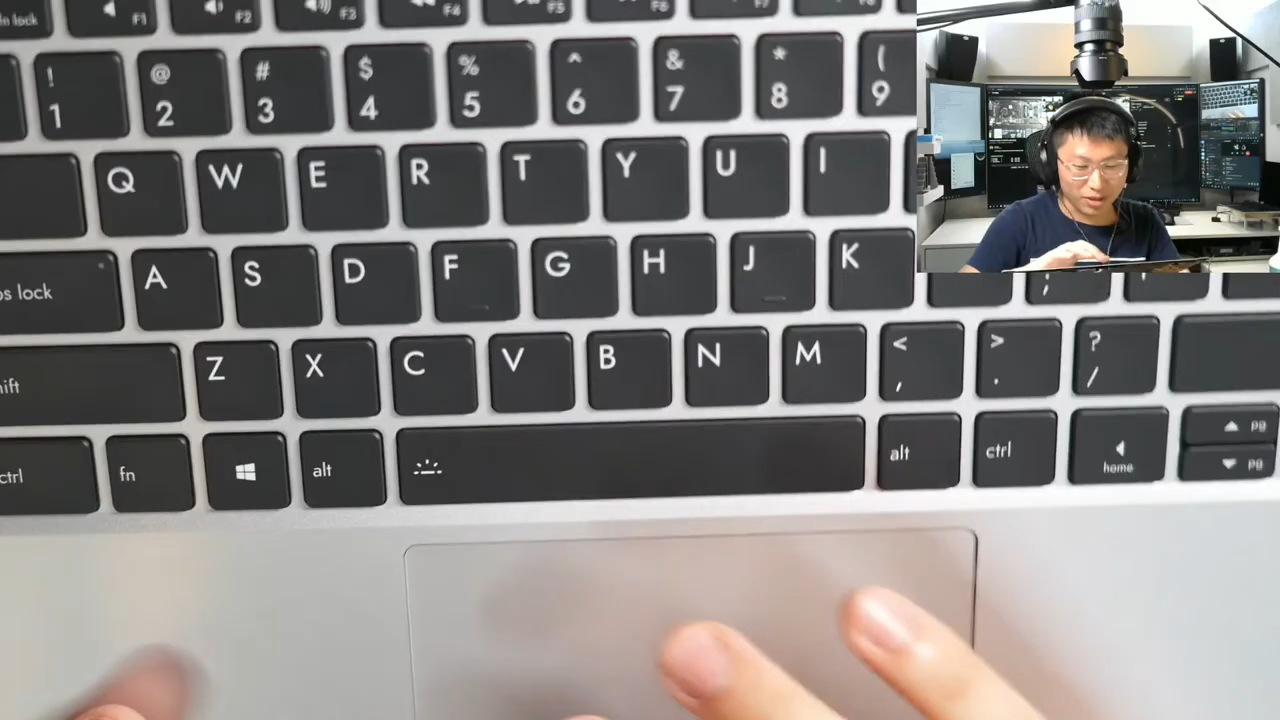 F1 F2 F3 F4 F5 F6 F7
! @ # $ % ^ & * (
1 2 3 4 5 6 7 8 9
Q W E R T Y U I
A S D F G H J K
lock
Z X C V B N M < , > . ? /
ctrl fn alt alt ctrl home pg
pg